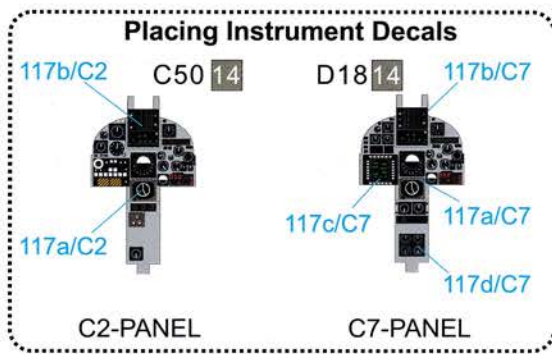 Placing Instrument Decals
117b/C2 C50 14 D18 14 117b/C7
117c/C7 117a/C7
117a/C2
117d/C7
C2-PANEL C7-PANEL